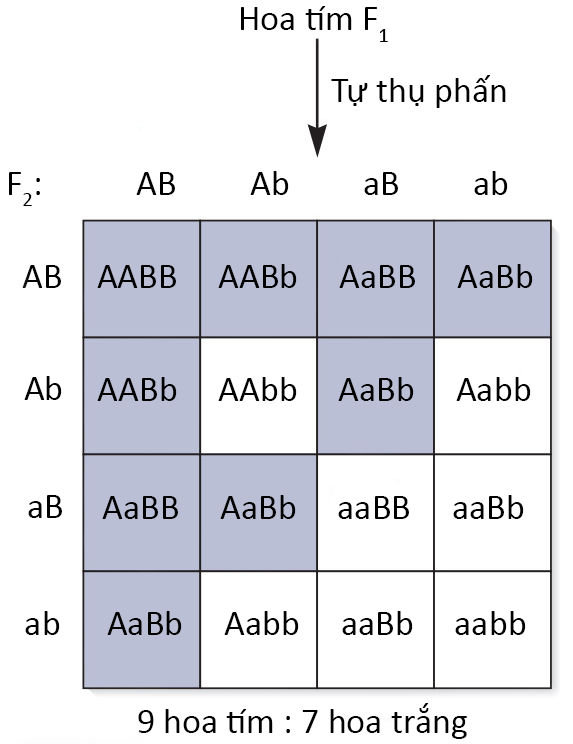 Hoa tím F₁
Tự thụ phấn
F₂: AB Ab aB ab
AB AABB AABb AaBB AaBb
Ab AABb AAbb AaBb Aabb
aB AaBB AaBb aaBB aaBb
ab AaBb Aabb aaBb aabb
9 hoa tím : 7 hoa trắng